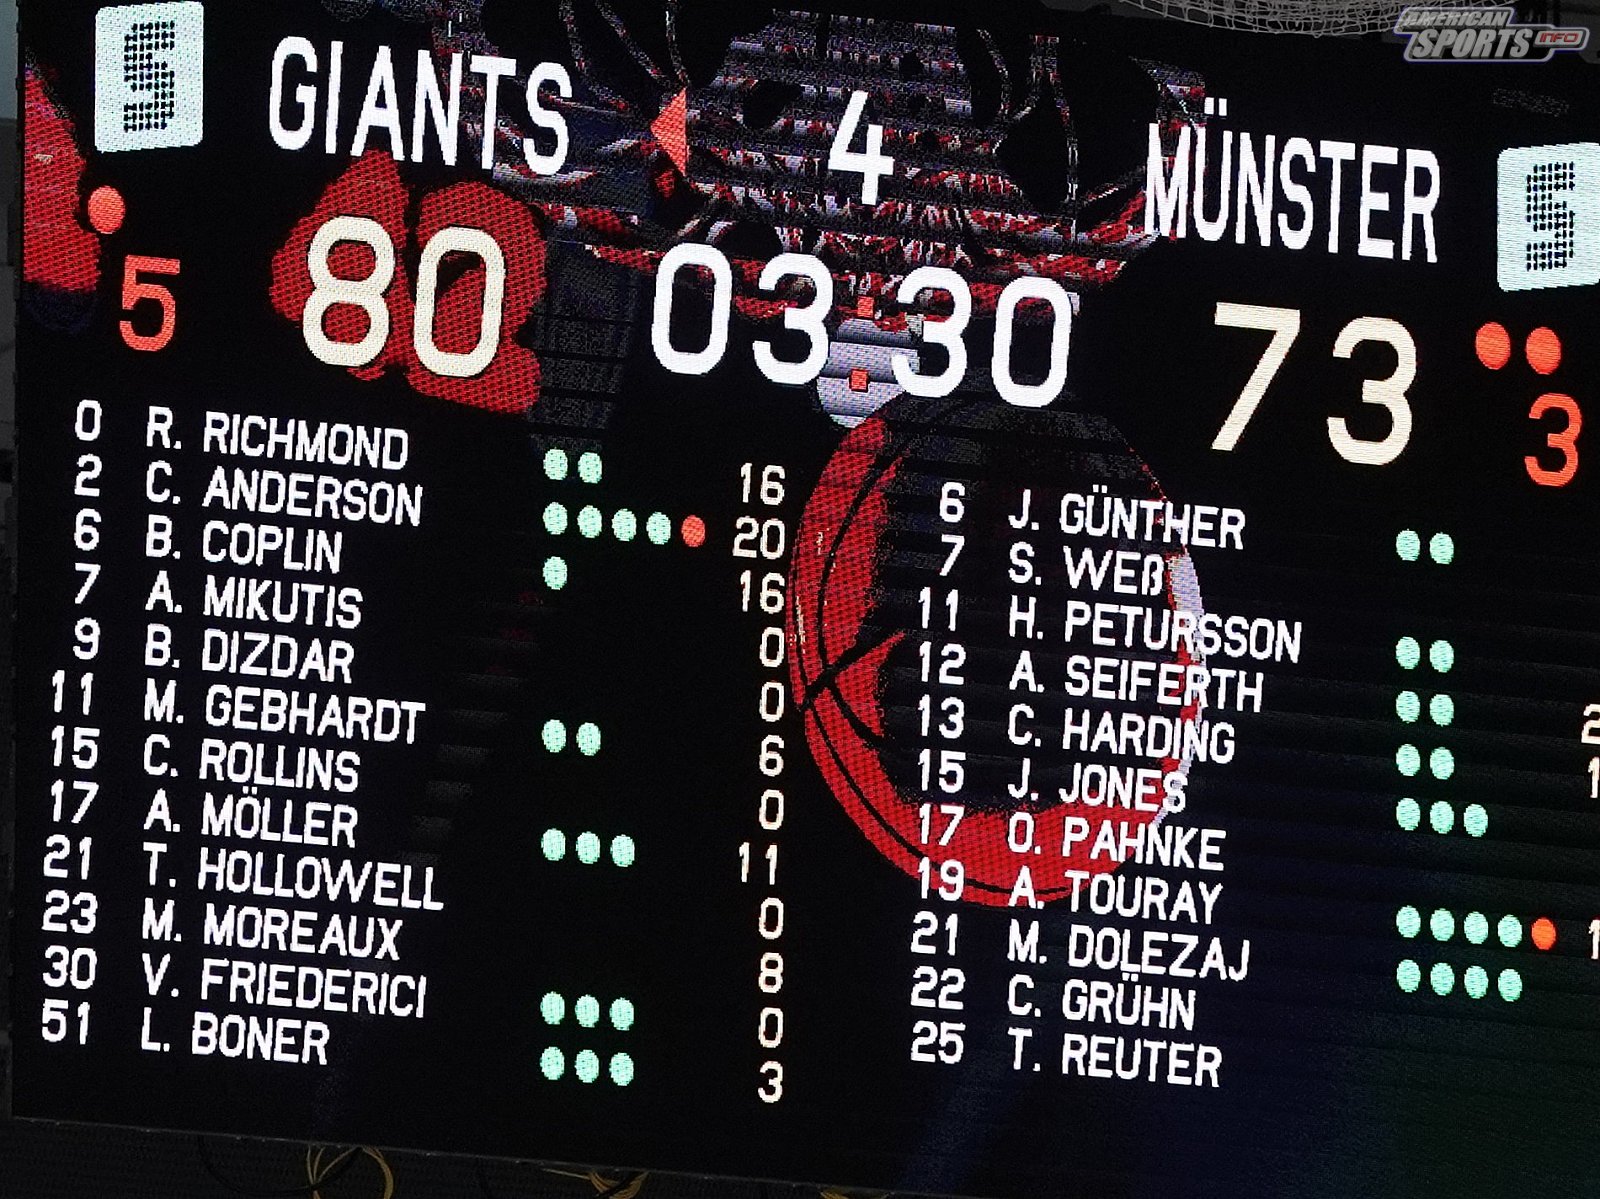 AMERICAN
SPORTS INFO
S GIANTS 4 MÜNSTER S
5 80 03:30 73 3
0 R. RICHMOND 16
2 C. ANDERSON 20
6 B. COPLIN 16
7 A. MIKUTIS 0
9 B. DIZDAR 0
11 M. GEBHARDT 6
15 C. ROLLINS 0
17 A. MÖLLER 11
21 T. HOLLOWELL 0
23 M. MOREAUX 8
30 V. FRIEDERICI 0
51 L. BONER 3
6 J. GÜNTHER
7 S. WEß
11 H. PETURSSON
12 A. SEIFERTH
13 C. HARDING
15 J. JONES
17 O. PAHNKE
19 A. TOURAY
21 M. DOLEZAJ
22 C. GRÜHN
25 T. REUTER